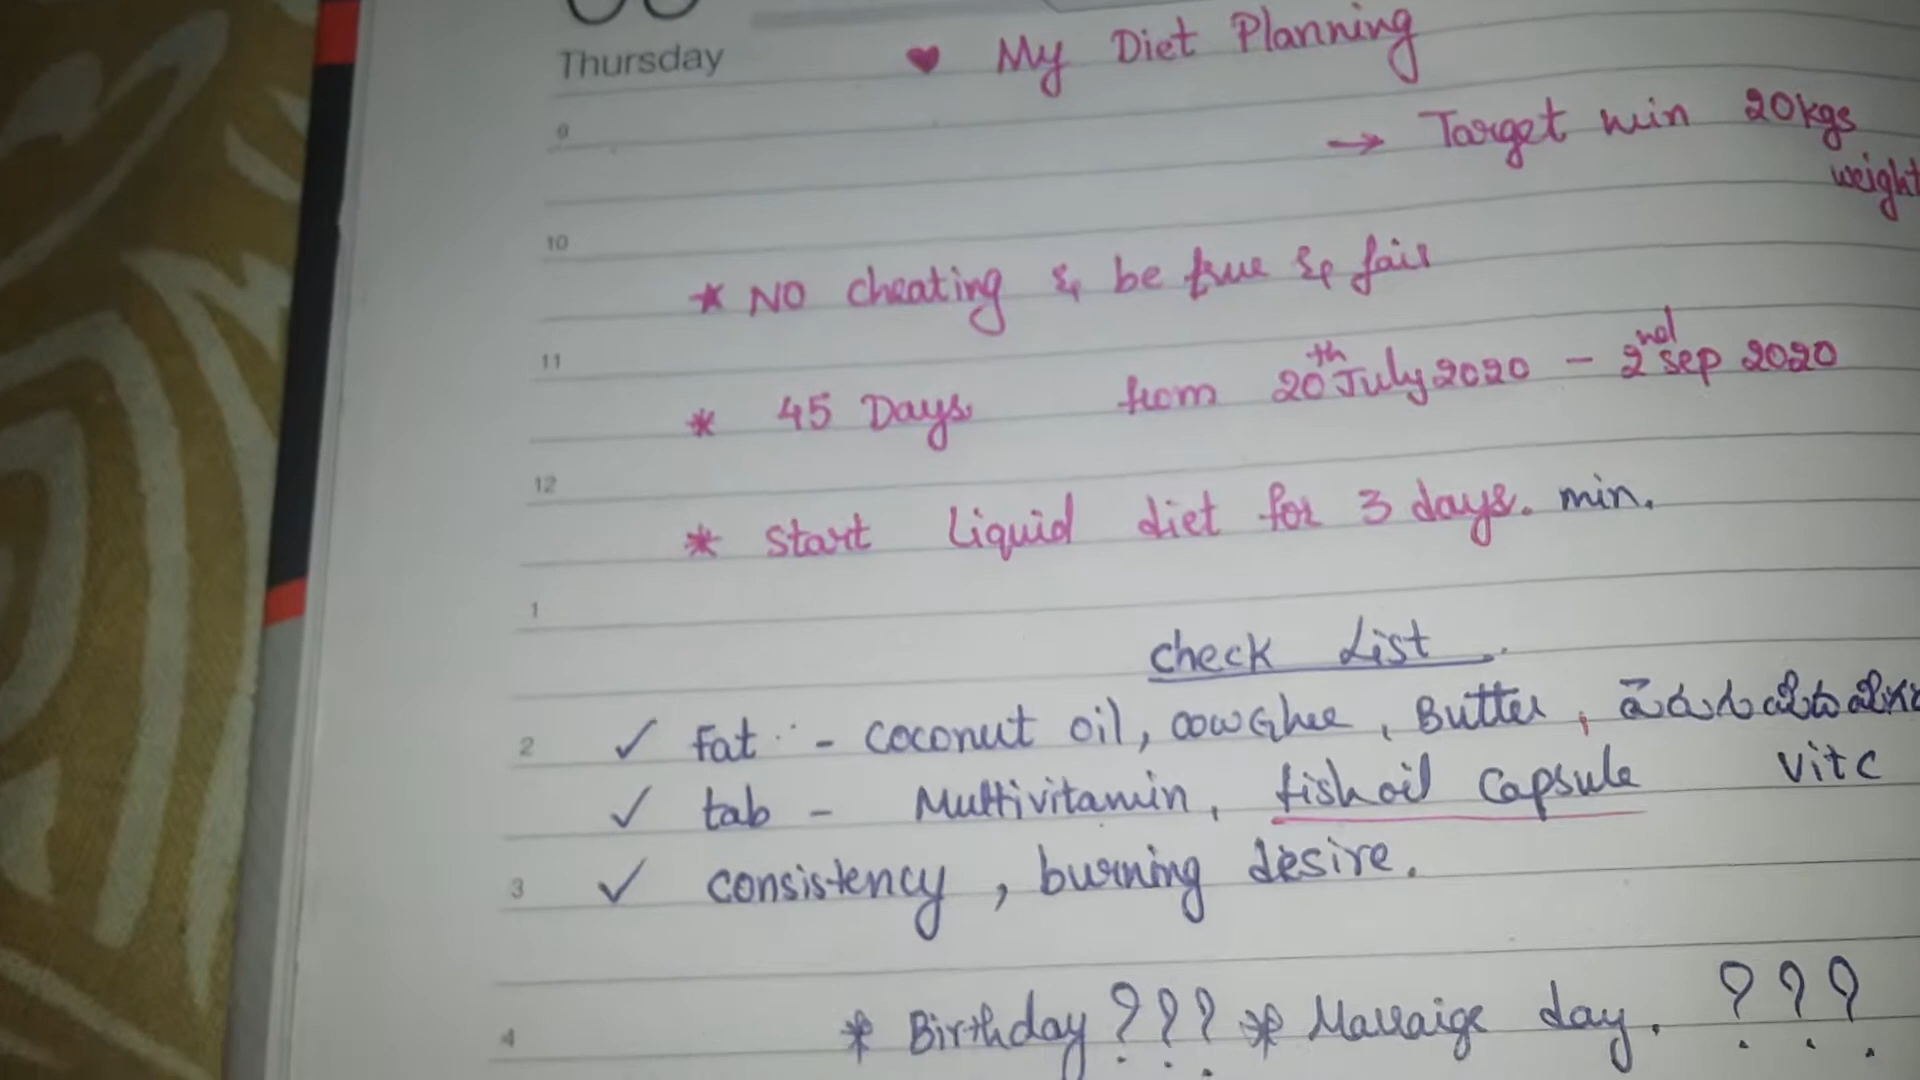 Thursday
♥ My Diet Planning
9
→ Target min 20kgs
weight
10
* NO cheating & be true & fair
11
* 45 Days from 20th July 2020 - 2nd Sep 2020
12
* Start Liquid diet for 3 days. min.
1
Check List.
2 ✓ Fat - coconut oil, cow Ghee, Butter,
✓ tab - Multivitamin, fish oil capsule vit c
3 ✓ consistency, burning desire.
4 * Birthday ??? * Marraige day. ???